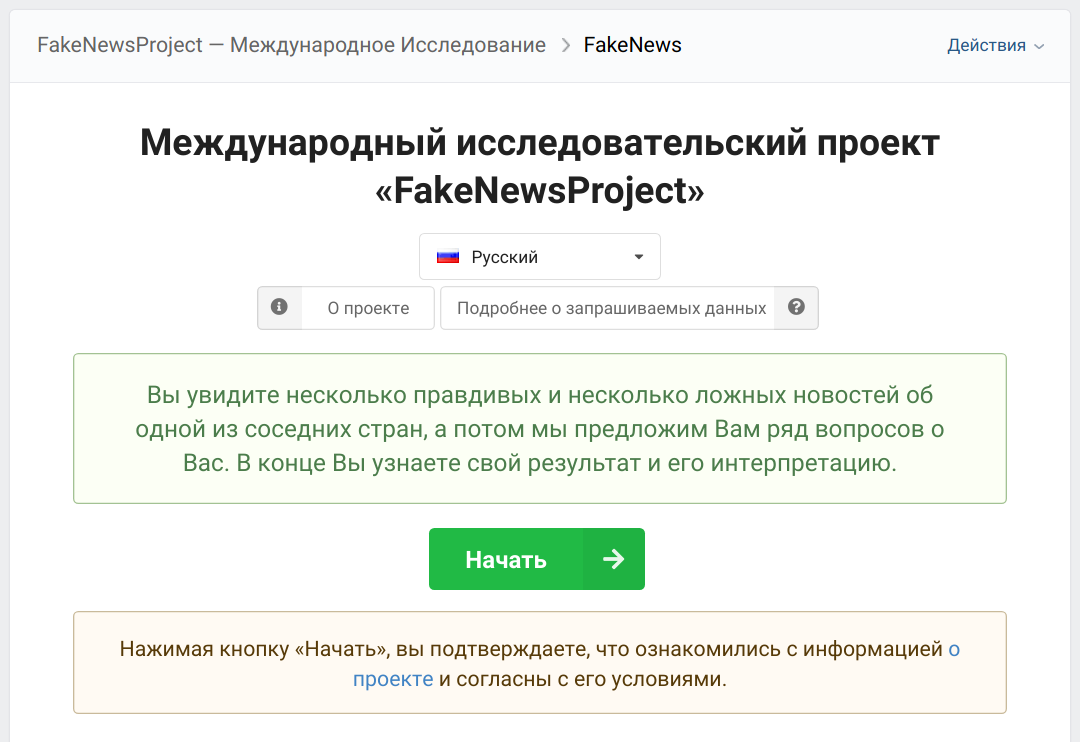 FakeNewsProject — Международное Исследование > FakeNews
Действия
Международный исследовательский проект
«FakeNewsProject»
Русский
О проекте
Подробнее о запрашиваемых данных
Вы увидите несколько правдивых и несколько ложных новостей об
одной из соседних стран, а потом мы предложим Вам ряд вопросов о
Вас. В конце Вы узнаете свой результат и его интерпретацию.
Начать
Нажимая кнопку «Начать», вы подтверждаете, что ознакомились с информацией о
проекте и согласны с его условиями.